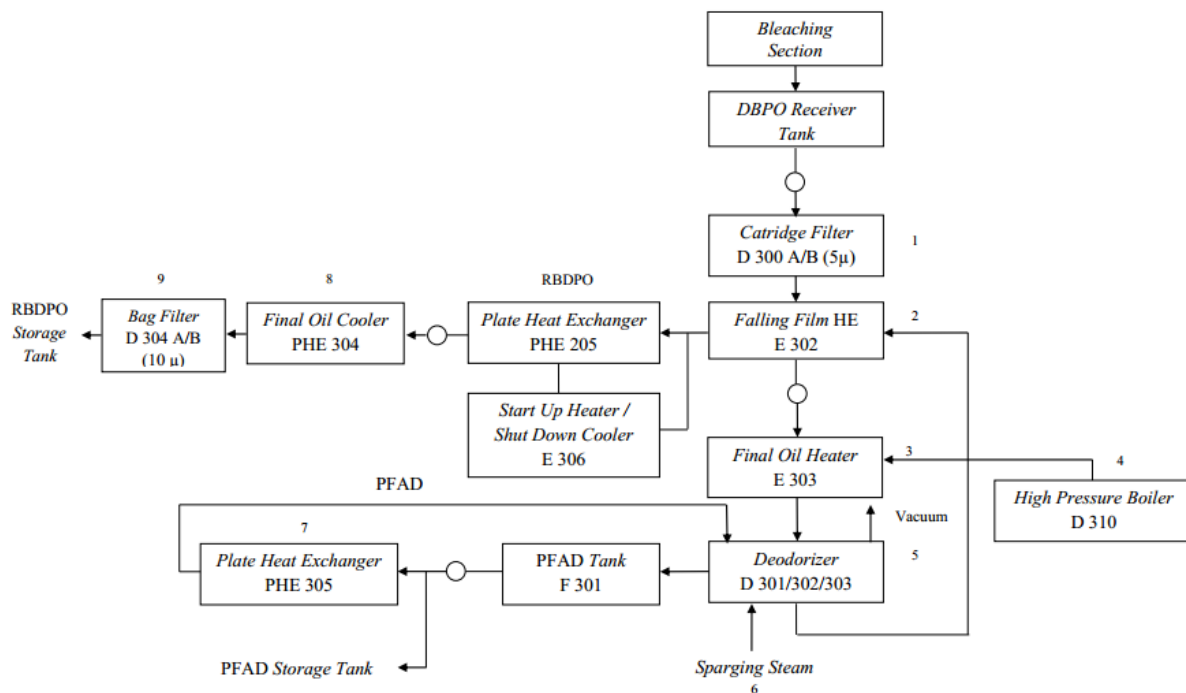 Bleaching
Section
DBPO Receiver
Tank
Catridge Filter
D 300 A/B (5μ)
1
9
8
RBDPO
RBDPO
Storage
Tank
Bag Filter
D 304 A/B
(10 μ)
Final Oil Cooler
PHE 304
Plate Heat Exchanger
PHE 205
Falling Film HE
E 302
2
Start Up Heater /
Shut Down Cooler
E 306
Final Oil Heater
E 303
3
4
High Pressure Boiler
D 310
PFAD
Vacuum
7
Plate Heat Exchanger
PHE 305
PFAD Tank
F 301
Deodorizer
D 301/302/303
5
PFAD Storage Tank
Sparging Steam
6